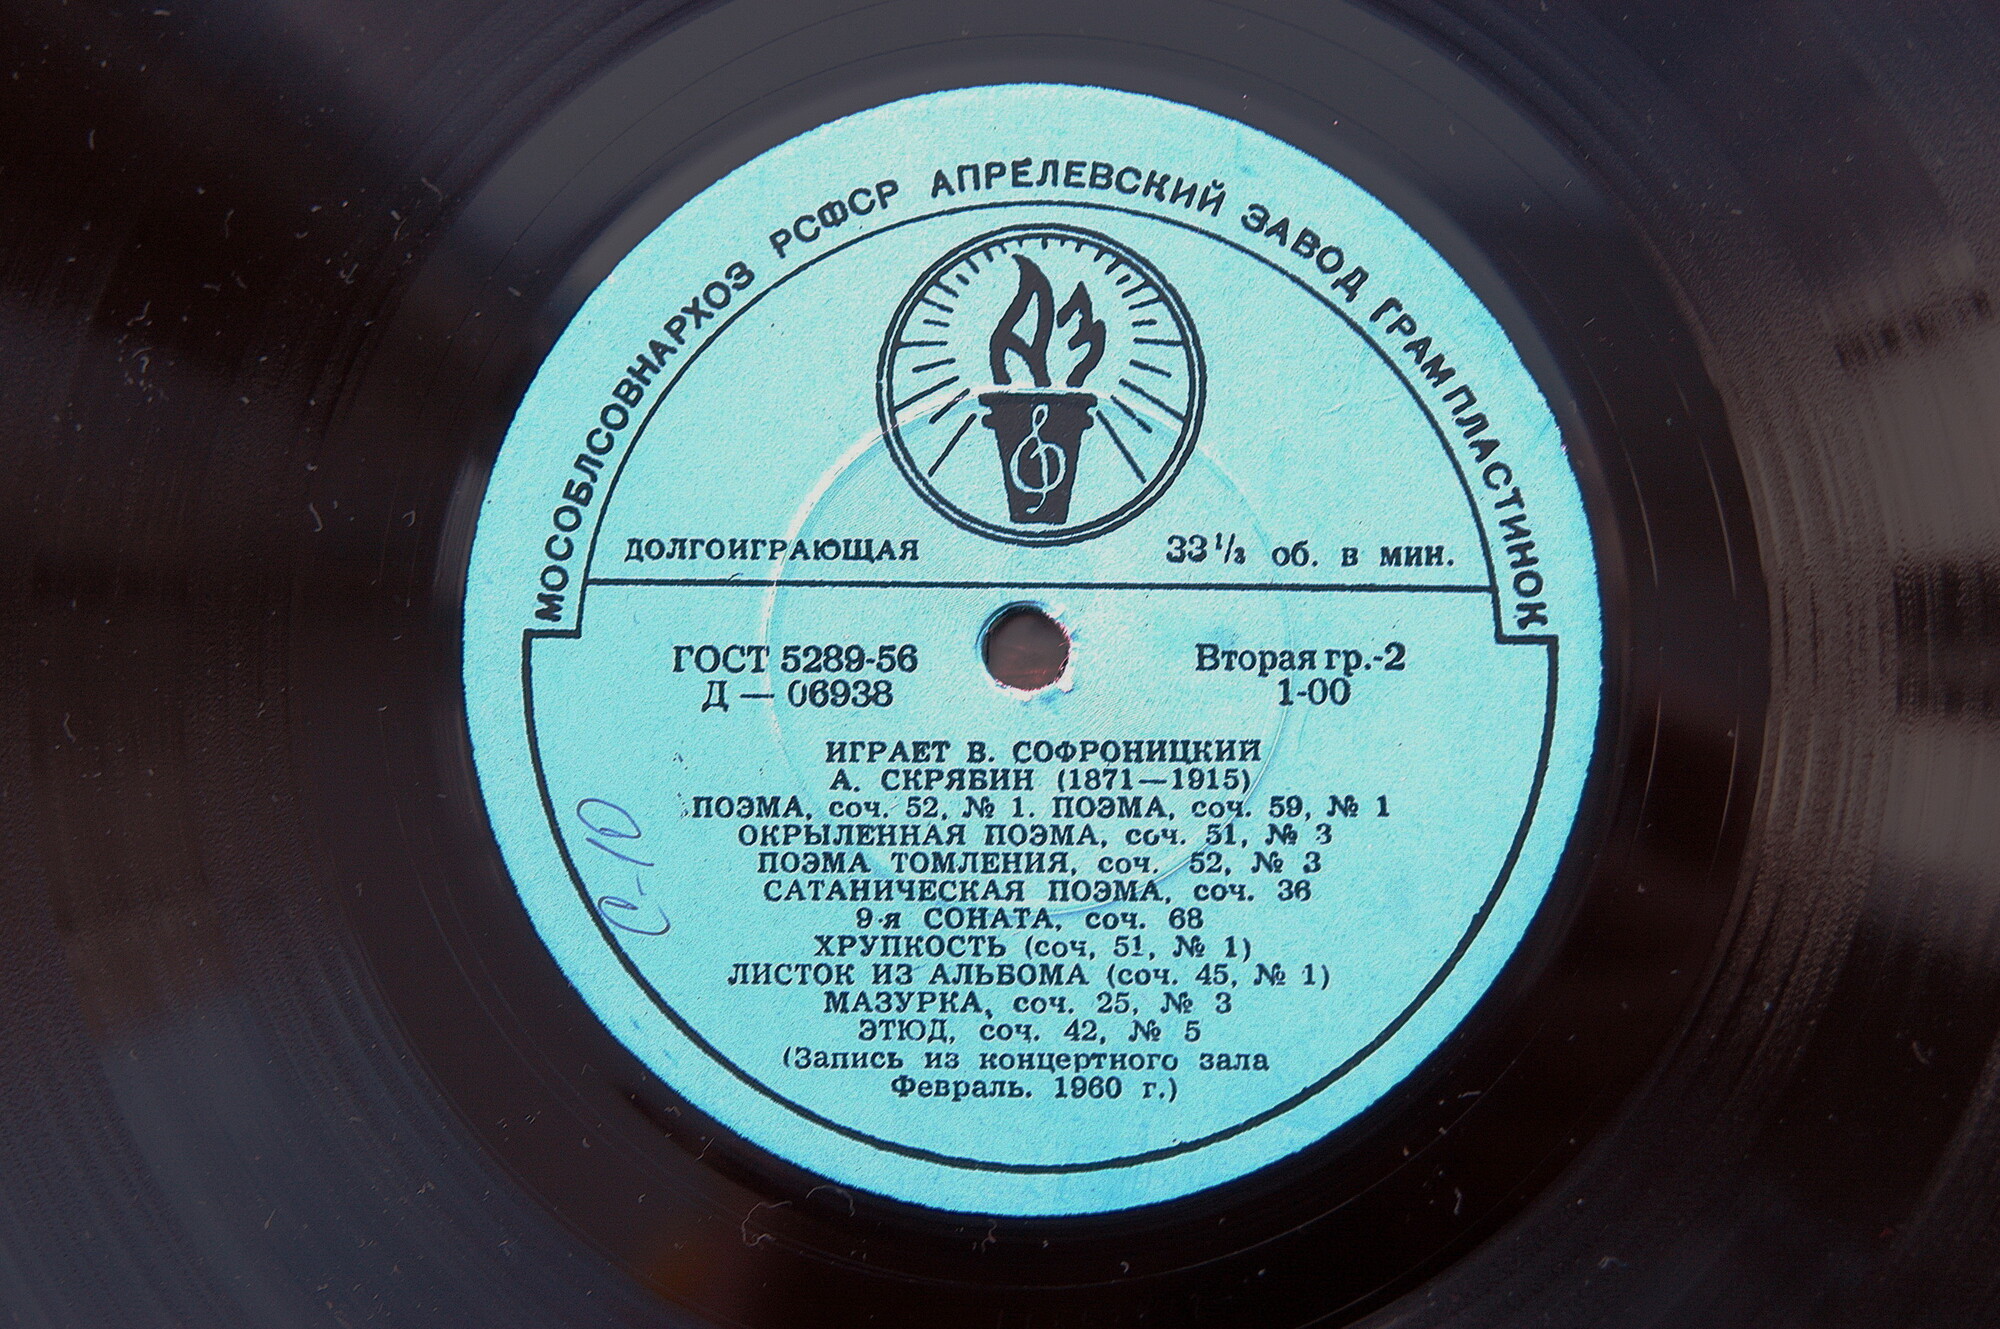 МОСОБЛСОВНАРХОЗ РСФСР АПРЕЛЕВСКИЙ ЗАВОД ГРАМПЛАСТИНОК
АЗ
ДОЛГОИГРАЮЩАЯ 33⅓ об. в мин.
ГОСТ 5289-56 Вторая гр.-2
Д — 06938 1-00
ИГРАЕТ В. СОФРОНИЦКИЙ
А. СКРЯБИН (1871—1915)
ПОЭМА, соч. 52, № 1. ПОЭМА, соч. 59, № 1
ОКРЫЛЕННАЯ ПОЭМА, соч. 51, № 3
ПОЭМА ТОМЛЕНИЯ, соч. 52, № 3
САТАНИЧЕСКАЯ ПОЭМА, соч. 36
9-я СОНАТА, соч. 68
ХРУПКОСТЬ (соч, 51, № 1)
ЛИСТОК ИЗ АЛЬБОМА (соч. 45, № 1)
МАЗУРКА, соч. 25, № 3
ЭТЮД, соч. 42, № 5
(Запись из концертного зала
Февраль. 1960 г.)
С-10